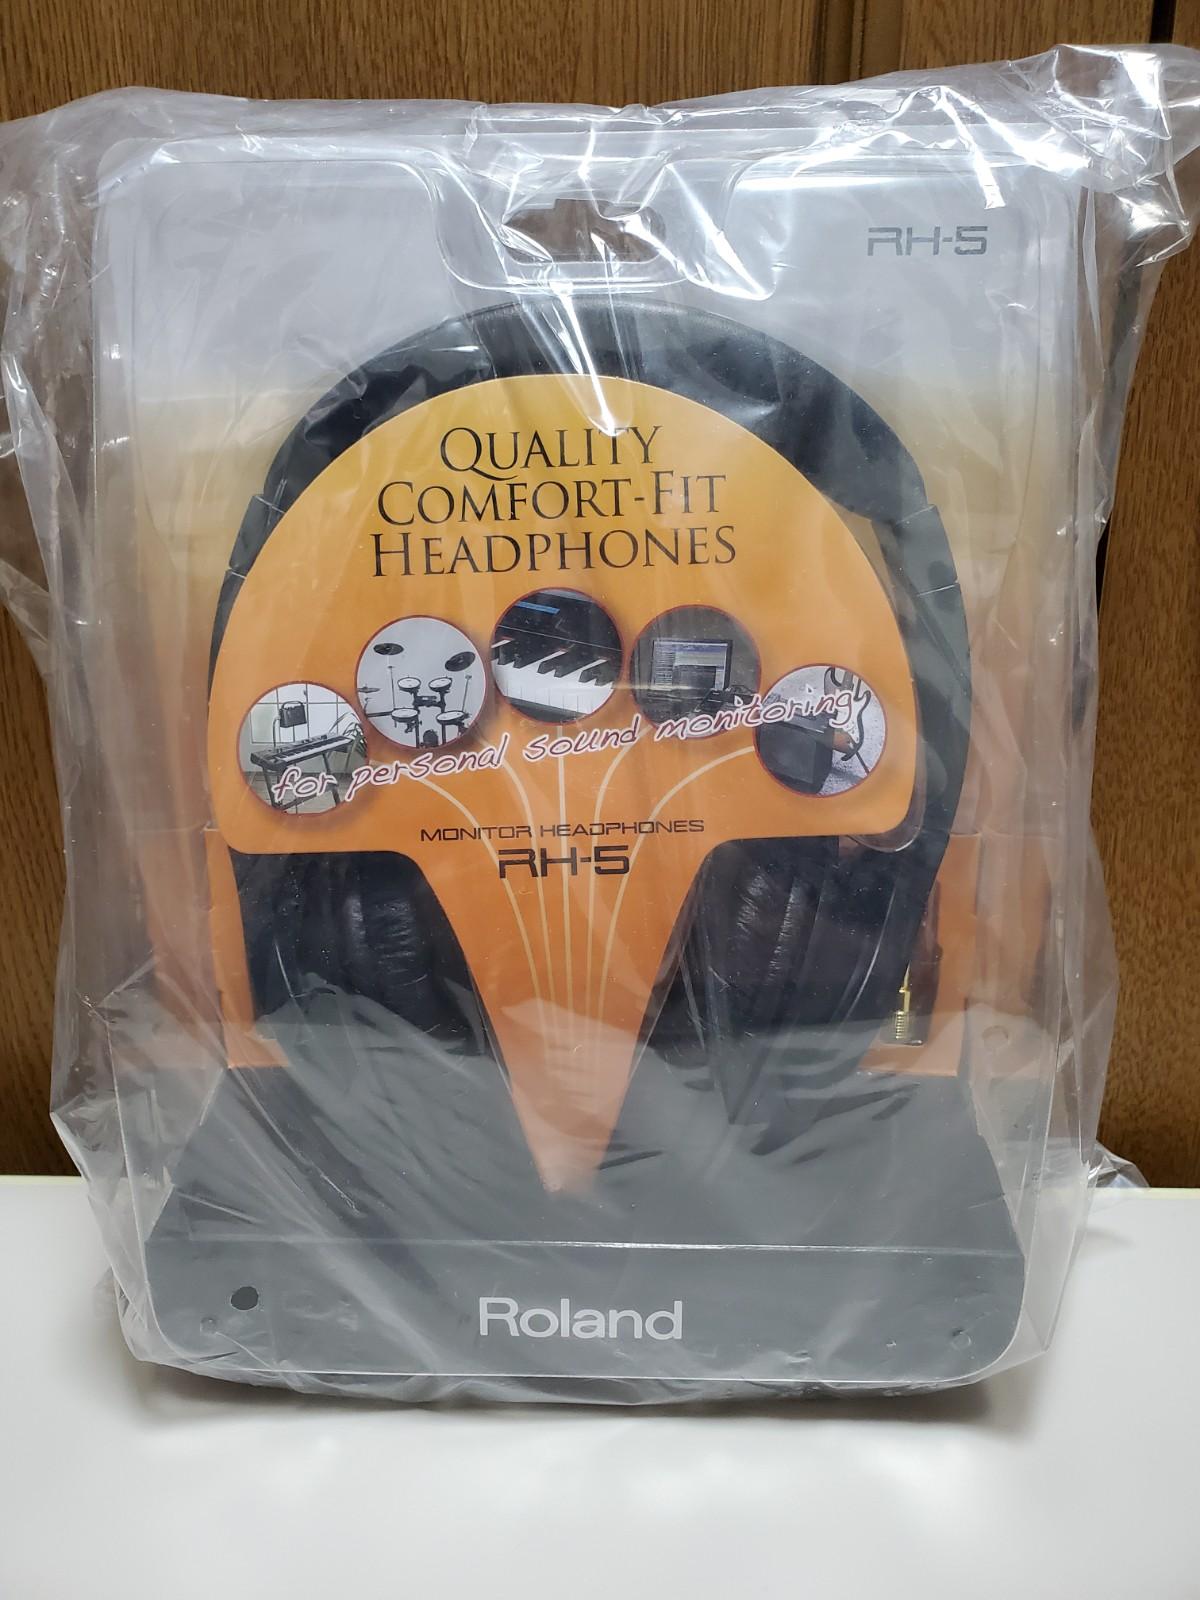 RH-5
QUALITY
COMFORT-FIT
HEADPHONES
for personal sound monitoring
MONITOR HEADPHONES
RH-5
Roland